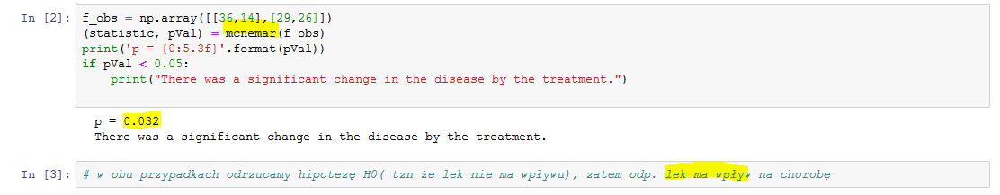 In [2]: f_obs = np.array([[36,14],[29,26]])
(statistic, pVal) = mcnemar(f_obs)
print('p = {0:5.3f}'.format(pVal))
if pVal < 0.05:
    print("There was a significant change in the disease by the treatment.")
p = 0.032
There was a significant change in the disease by the treatment.
In [3]: # w obu przypadkach odrzucamy hipotezę H0( tzn że lek nie ma wpływu), zatem odp. lek ma wpływ na chorobę